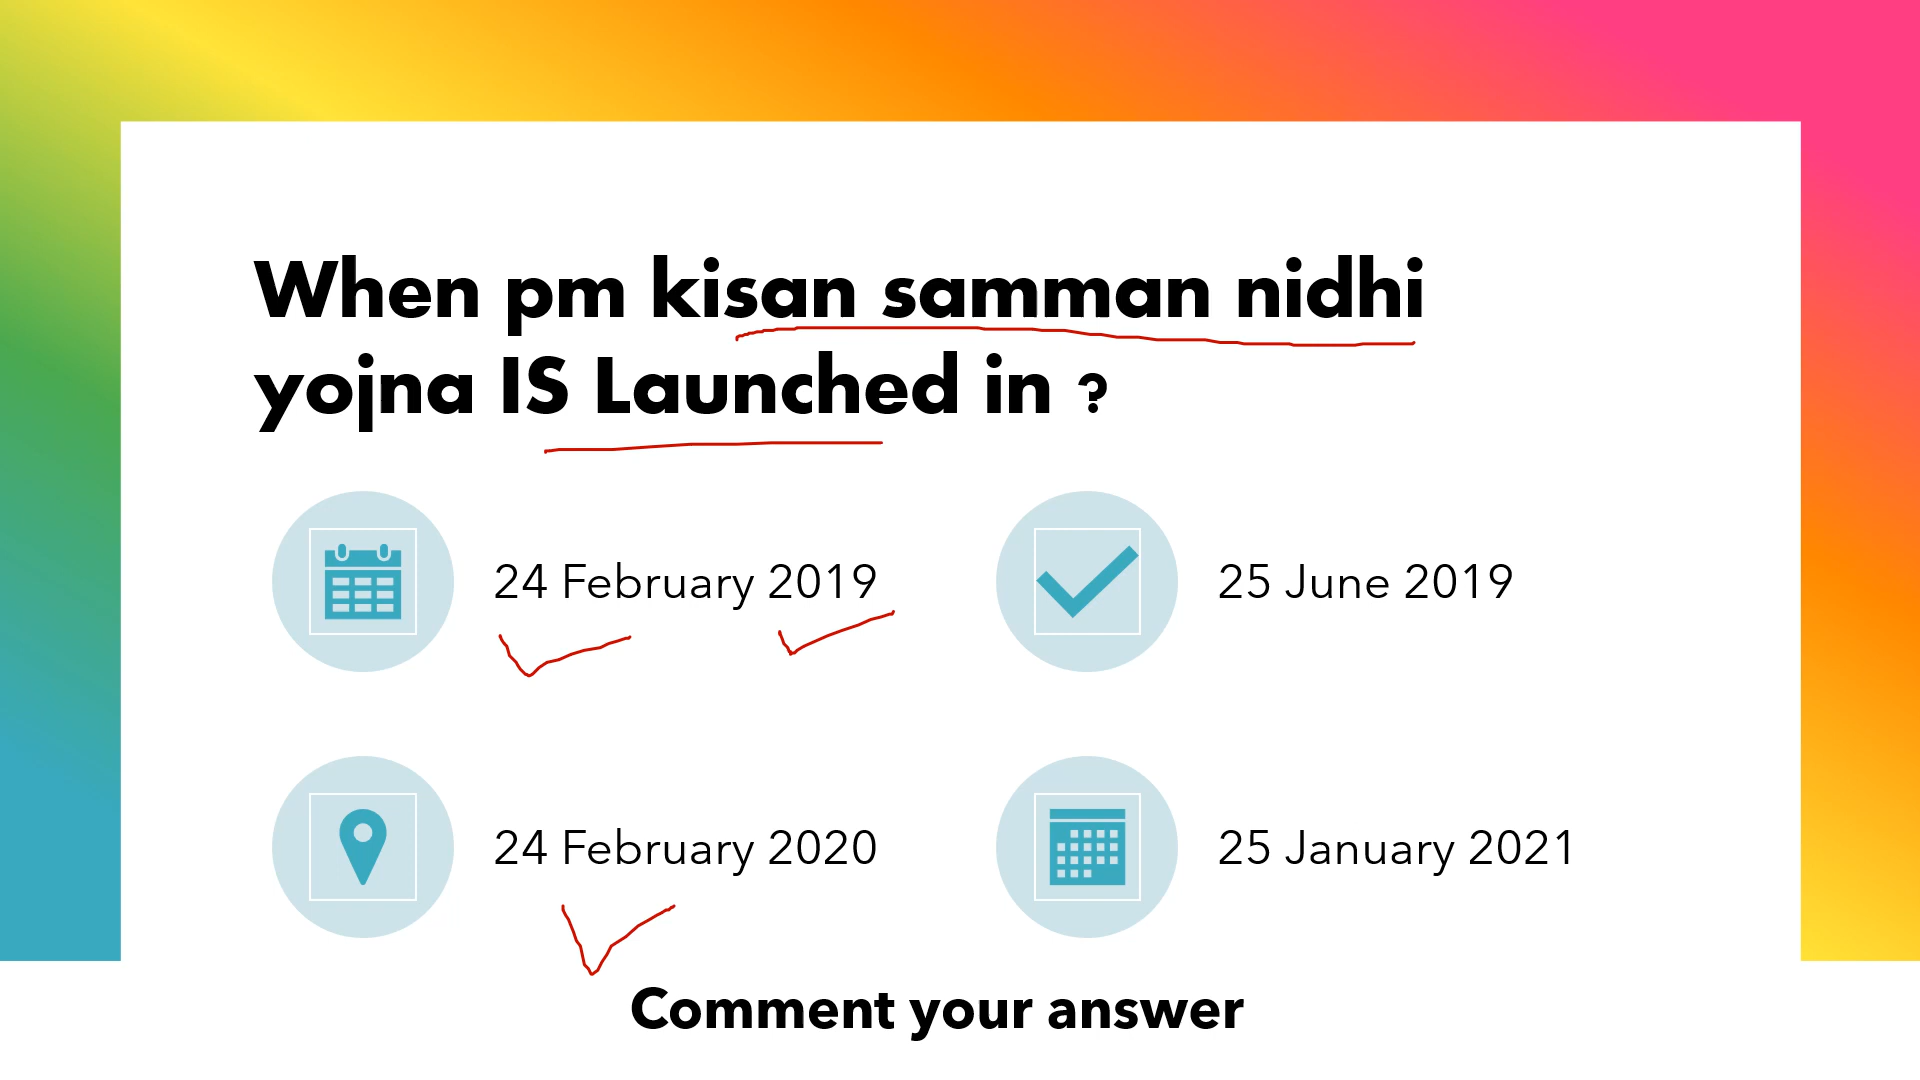 When pm kisan samman nidhi
yojna IS Launched in ?
24 February 2019
25 June 2019
24 February 2020
25 January 2021
Comment your answer